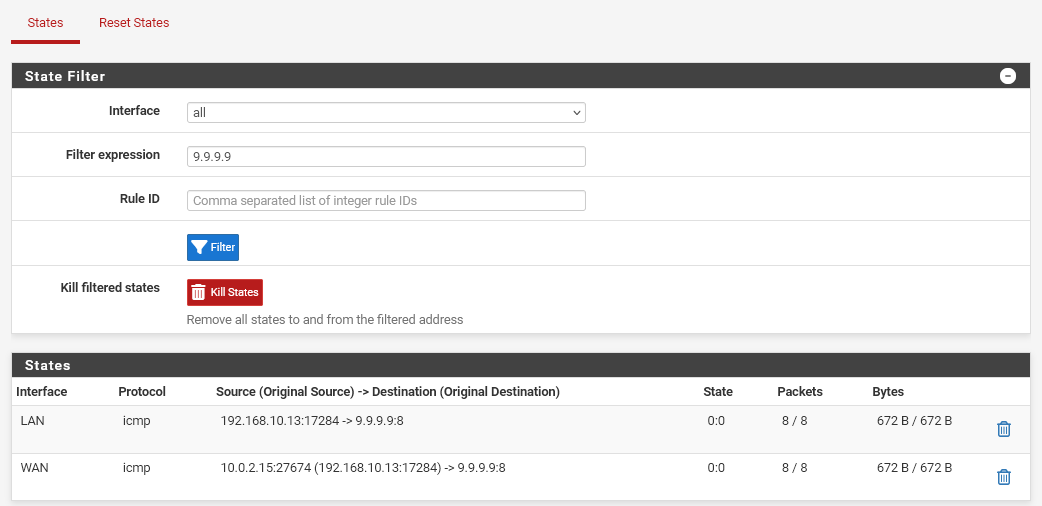 States Reset States
State Filter
Interface all
Filter expression 9.9.9.9
Rule ID Comma separated list of integer rule IDs
Filter
Kill filtered states Kill States
Remove all states to and from the filtered address
States
Interface Protocol Source (Original Source) -> Destination (Original Destination) State Packets Bytes
LAN icmp 192.168.10.13:17284 -> 9.9.9.9:8 0:0 8 / 8 672 B / 672 B
WAN icmp 10.0.2.15:27674 (192.168.10.13:17284) -> 9.9.9.9:8 0:0 8 / 8 672 B / 672 B